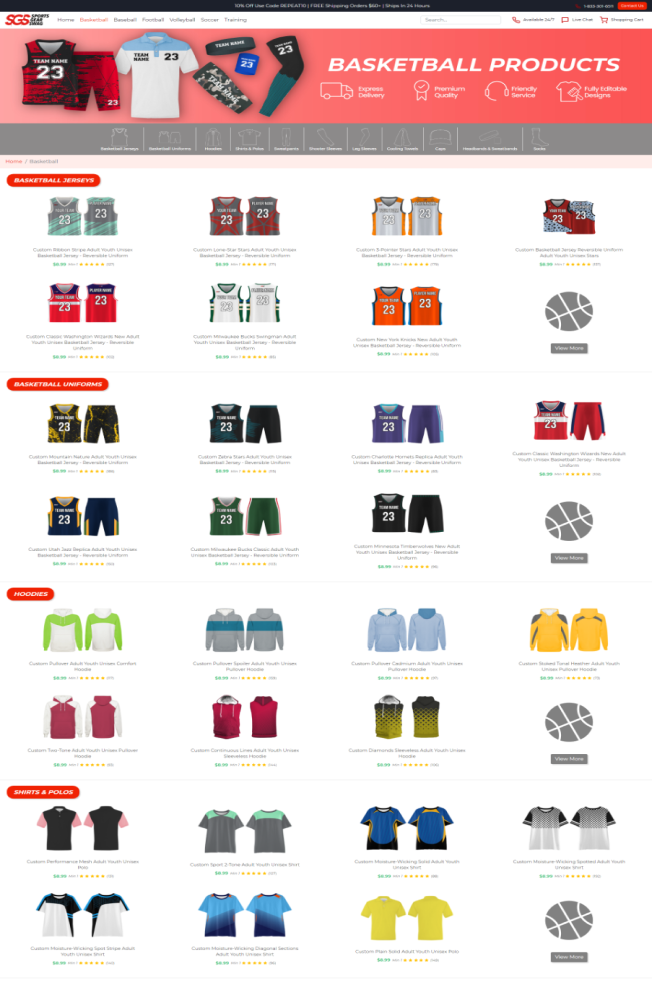 10% Off Use Code REPEAT10 | FREE Shipping Orders $60+ | Ships In 24 Hours
Contact Us
SGS SPORTS GEAR SWAG
Home Basketball Baseball Football Volleyball Soccer Training
Search...
Available 24/7 Live Chat Shopping Cart
TEAM NAME 23
TEAM NAME 23
BASKETBALL PRODUCTS
Express Delivery
Premium Quality
Friendly Service
Fully Editable Designs
Basketball Jerseys Basketball Uniforms Hoodies Shirts & Polos Sweatpants Shooter Sleeves Leg Sleeves Cooling Towels Caps Headbands & Sweatbands Socks
Home / Basketball
BASKETBALL JERSEYS
Custom Ribbon Stripe Adult Youth Unisex
Basketball Jersey - Reversible Uniform
$8.99
Custom Lone Star Stars Adult Youth Unisex
Basketball Jersey - Reversible Uniform
$8.99
Custom 5-Pointer Stars Adult Youth Unisex
Basketball Jersey - Reversible Uniform
$8.99
Custom Basketball Jersey Reversible Uniform
Adult Youth Unisex Stars
$8.99
Custom Classic Washington Wizards New Adult
Youth Unisex Basketball Jersey - Reversible
Uniform
$8.99
Custom Milwaukee Bucks Swingman Adult
Youth Unisex Basketball Jersey - Reversible
Uniform
$8.99
Custom New York Knicks New Adult Youth
Unisex Basketball Jersey - Reversible Uniform
$8.99
View More
BASKETBALL UNIFORMS
Custom Mountain Nature Adult Youth Unisex
Basketball Jersey - Reversible Uniform
$8.99
Custom Zebra Stars Adult Youth Unisex
Basketball Jersey - Reversible Uniform
$8.99
Custom Charlotte Hornets Replica Adult Youth
Unisex Basketball Jersey - Reversible Uniform
$8.99
Custom Classic Washington Wizards New Adult
Youth Unisex Basketball Jersey - Reversible
Uniform
$8.99
Custom Utah Jazz Replica Adult Youth Unisex
Basketball Jersey - Reversible Uniform
$8.99
Custom Milwaukee Bucks Classic Adult Youth
Unisex Basketball Jersey - Reversible Uniform
$8.99
Custom Minnesota Timberwolves New Adult
Youth Unisex Basketball Jersey - Reversible
Uniform
$8.99
View More
HOODIES
Custom Pullover Adult Youth Unisex Comfort
Hoodie
$8.99
Custom Pullover Spoiler Adult Youth Unisex
Pullover Hoodie
$8.99
Custom Pullover Cadmium Adult Youth Unisex
Pullover Hoodie
$8.99
Custom Raised Tonal Heather Adult Youth
Unisex Pullover Hoodie
$8.99
Custom Two-Tone Adult Youth Unisex Pullover
Hoodie
$8.99
Custom Continuous Lines Adult Youth Unisex
Sleeveless Hoodie
$8.99
Custom Diamonds Sleeveless Adult Youth Unisex
Hoodie
$8.99
View More
SHIRTS & POLOS
Custom Performance Mesh Adult Youth Unisex
Polo
$8.99
Custom Sport 2-Tone Adult Youth Unisex Shirt
$8.99
Custom Moisture-Wicking Solid Adult Youth
Unisex Shirt
$8.99
Custom Moisture-Wicking Spotted Adult Youth
Unisex Shirt
$8.99
Custom Moisture-Wicking Spot Stripe Adult
Youth Unisex Shirt
$8.99
Custom Moisture-Wicking Diagonal Sections
Adult Youth Unisex Shirt
$8.99
Custom Plain Solid Adult Youth Unisex Polo
$8.99
View More